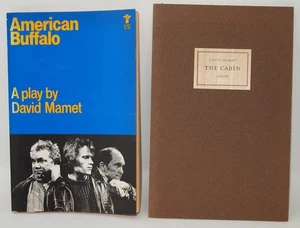 American
Buffalo
A play by
David Mamet
DAVID MAMET
THE CABIN